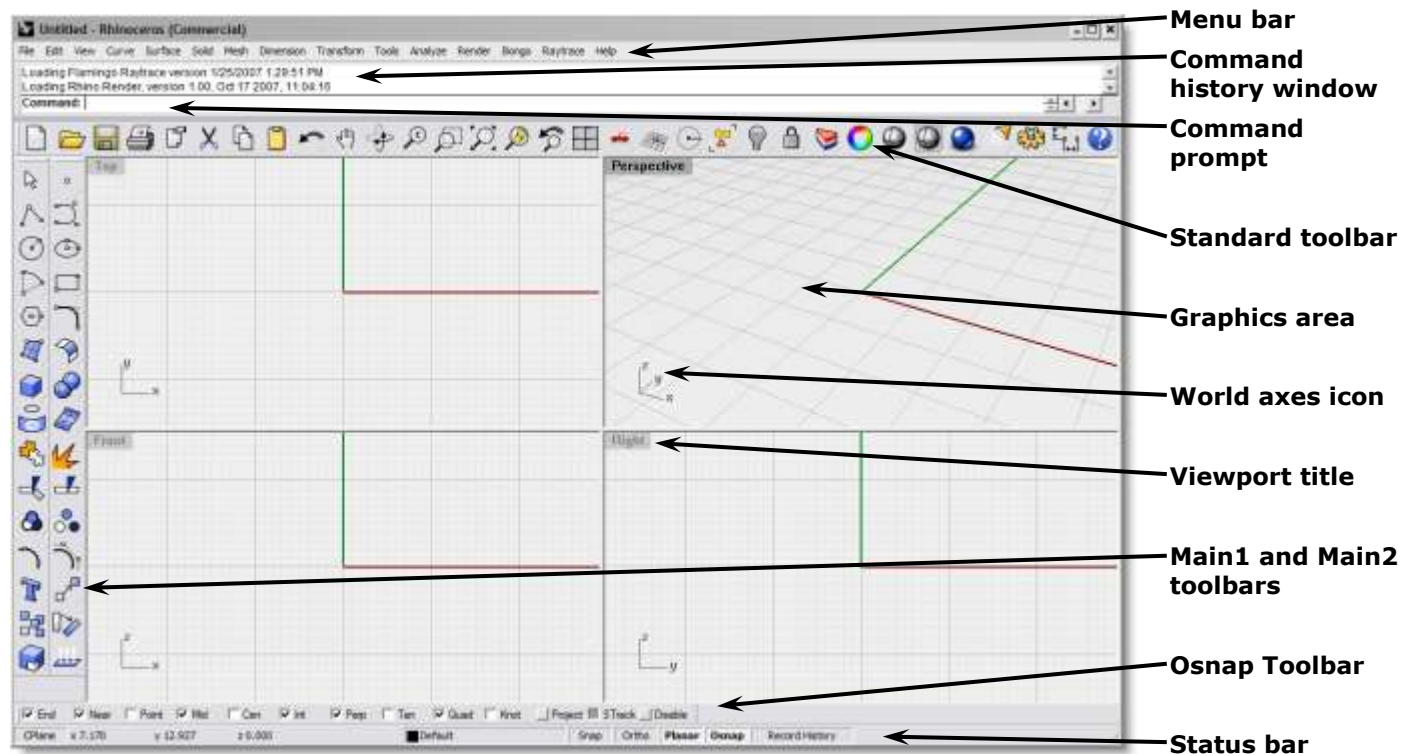 Untitled - Rhinoceros (Commercial)
File Edit View Curve Surface Solid Mesh Dimension Transform Tools Analyze Render Bongo Raytrace Help
Loading Flamingo Raytrace version 1/25/2007 1:29:51 PM
Loading Rhino Render, version 1.00, Oct 17 2007, 11:04:16
Command:
Top
Perspective
y
x
z
y
x
Front
Right
z
x
z
y
End Near Point Mid Cen Int Perp Tan Quad Knot Project STrack Disable
CPlane x 7.170 y 12.927 z 0.000 Default Snap Ortho Planar Osnap Record History
Menu bar
Command
history window
Command
prompt
Standard toolbar
Graphics area
World axes icon
Viewport title
Main1 and Main2
toolbars
Osnap Toolbar
Status bar